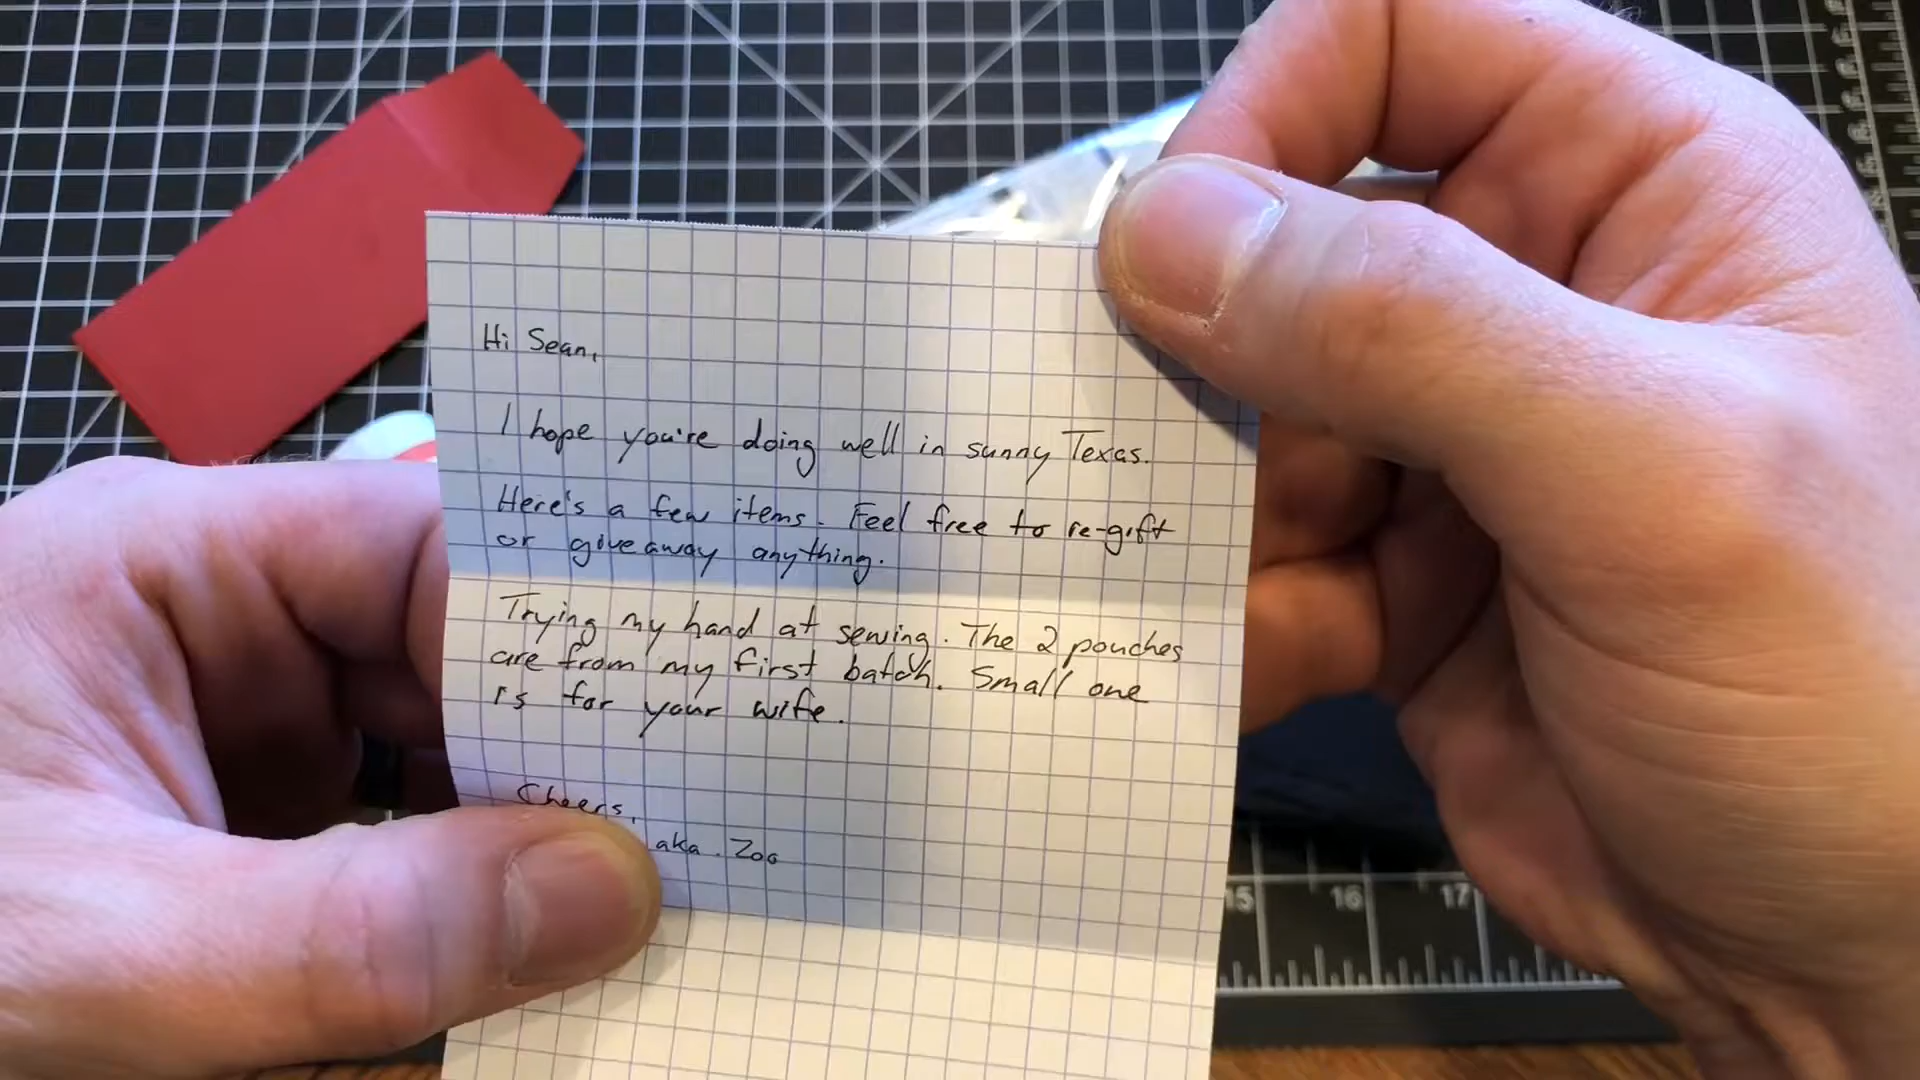 Hi Sean,
I hope you're doing well in sunny Texas.
Here's a few items. Feel free to re-gift
or giveaway anything.
Trying my hand at sewing. The 2 pouches
are from my first batch. Small one
is for your wife.
Cheers,
aka. Zoo
15 16 17